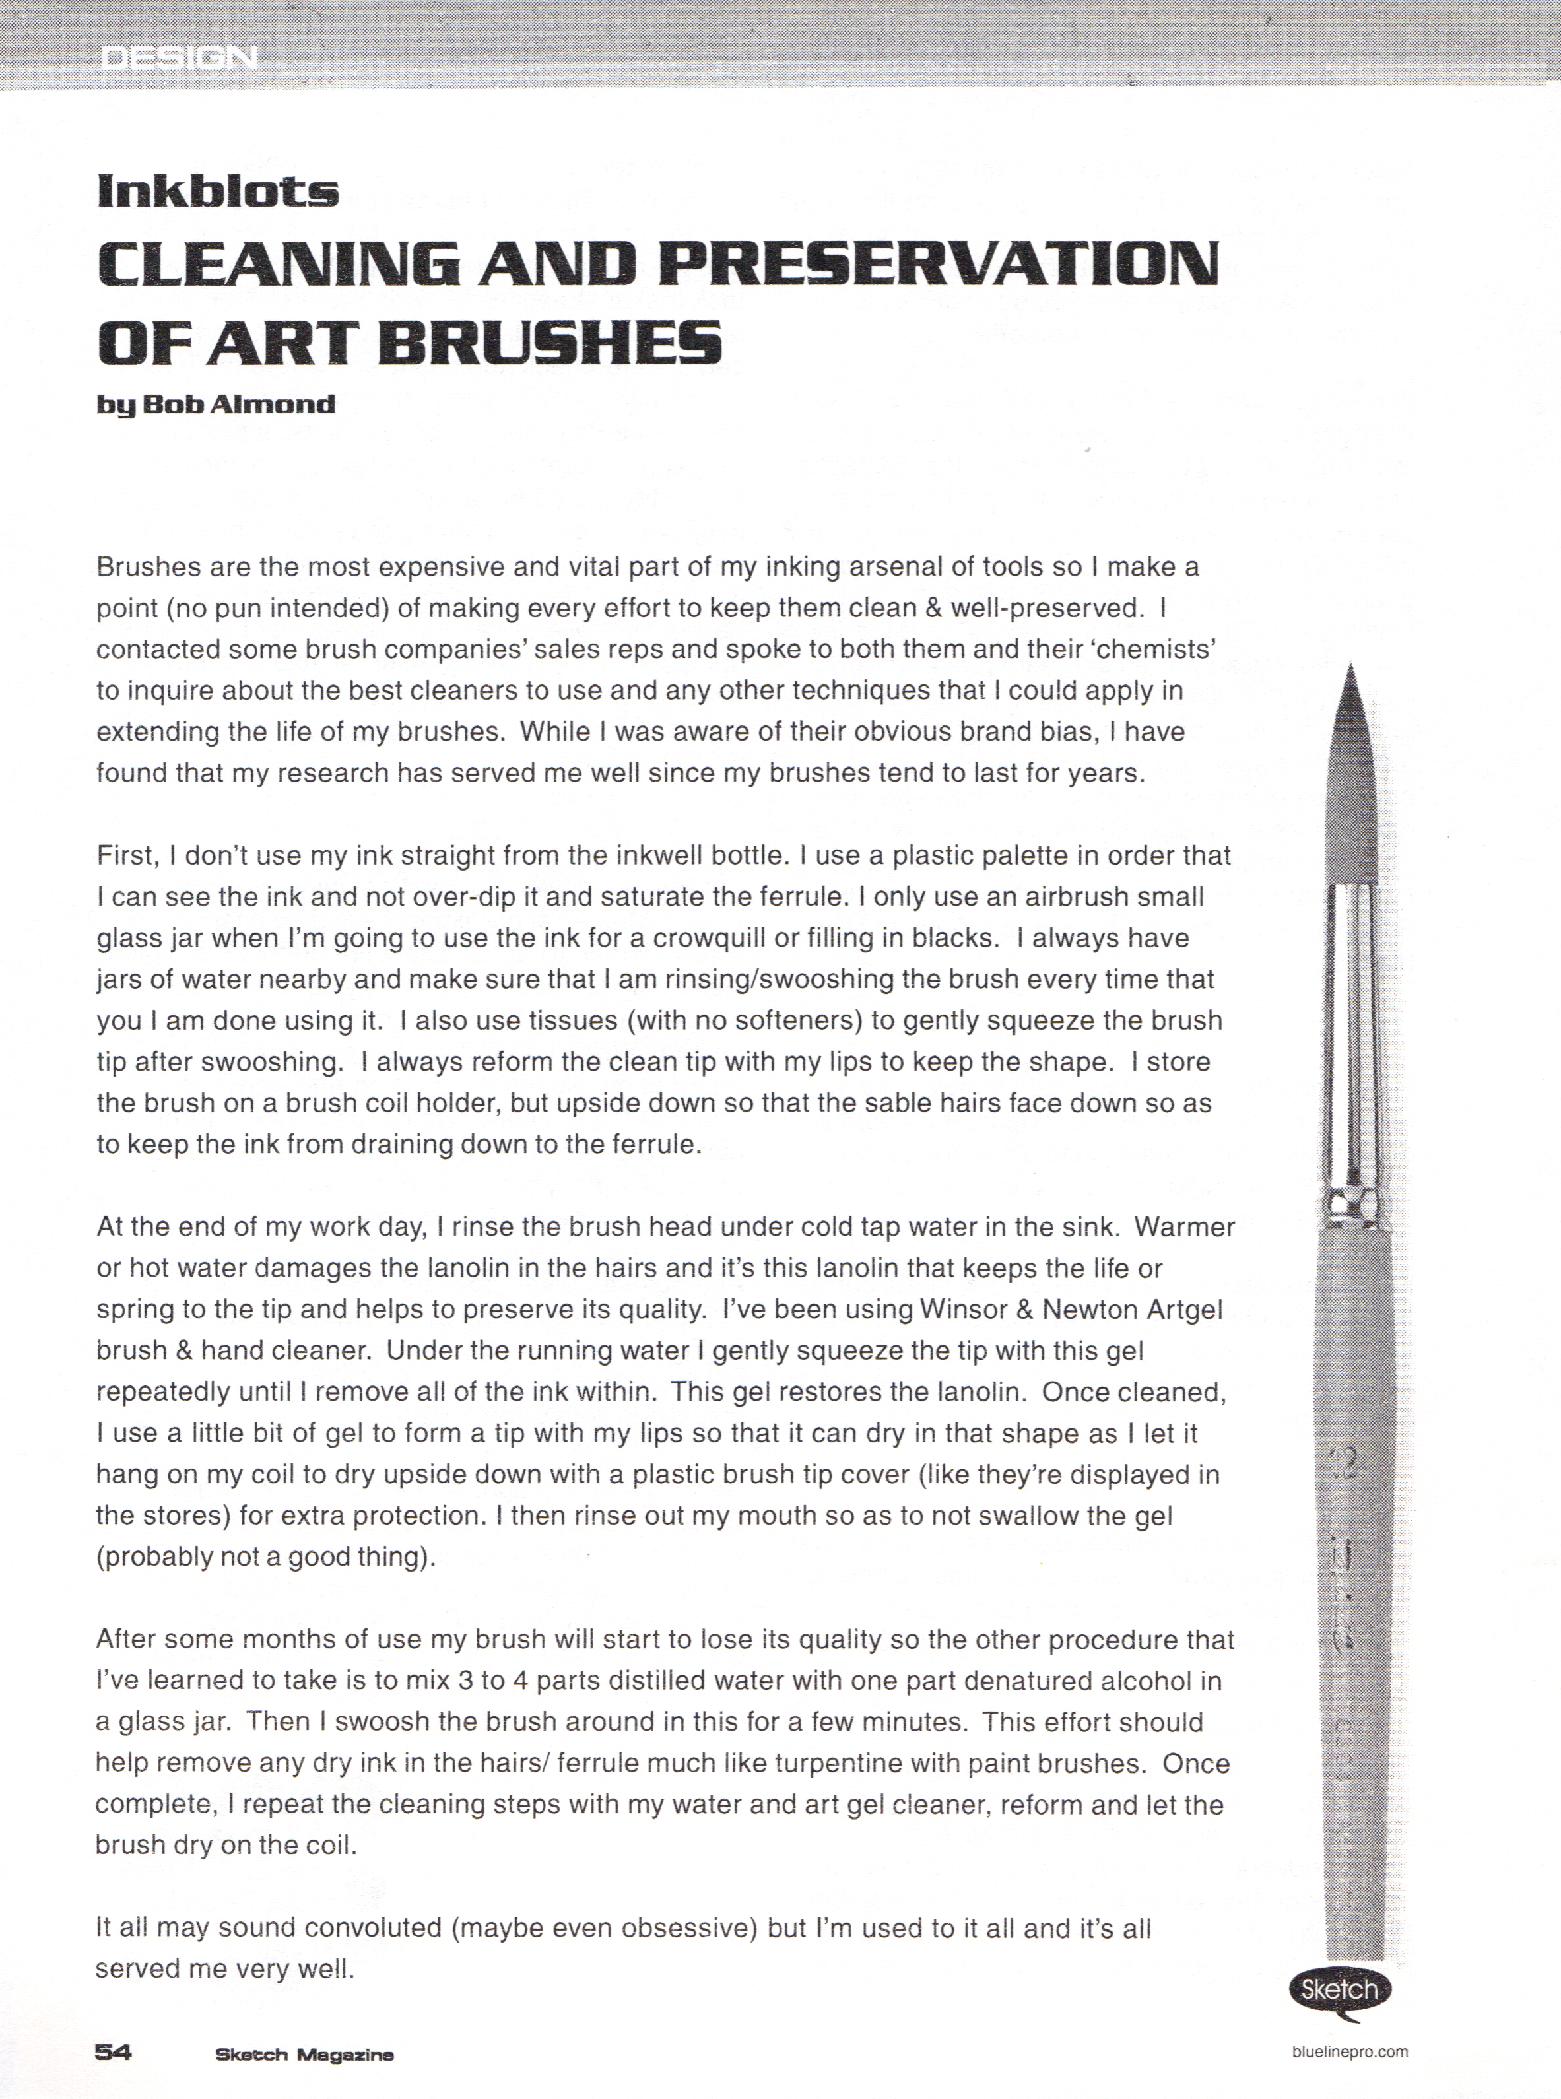 DESIGN
Inkblots
CLEANING AND PRESERVATION
OF ART BRUSHES
by Bob Almond
Brushes are the most expensive and vital part of my inking arsenal of tools so I make a
point (no pun intended) of making every effort to keep them clean & well-preserved.  I
contacted some brush companies' sales reps and spoke to both them and their 'chemists'
to inquire about the best cleaners to use and any other techniques that I could apply in
extending the life of my brushes.  While I was aware of their obvious brand bias, I have
found that my research has served me well since my brushes tend to last for years.
First, I don't use my ink straight from the inkwell bottle. I use a plastic palette in order that
I can see the ink and not over-dip it and saturate the ferrule. I only use an airbrush small
glass jar when I'm going to use the ink for a crowquill or filling in blacks.  I always have
jars of water nearby and make sure that I am rinsing/swooshing the brush every time that
you I am done using it.  I also use tissues (with no softeners) to gently squeeze the brush
tip after swooshing.  I always reform the clean tip with my lips to keep the shape.  I store
the brush on a brush coil holder, but upside down so that the sable hairs face down so as
to keep the ink from draining down to the ferrule.
At the end of my work day, I rinse the brush head under cold tap water in the sink.  Warmer
or hot water damages the lanolin in the hairs and it's this lanolin that keeps the life or
spring to the tip and helps to preserve its quality.  I've been using Winsor & Newton Artgel
brush & hand cleaner.  Under the running water I gently squeeze the tip with this gel
repeatedly until I remove all of the ink within.  This gel restores the lanolin.  Once cleaned,
I use a little bit of gel to form a tip with my lips so that it can dry in that shape as I let it
hang on my coil to dry upside down with a plastic brush tip cover (like they're displayed in
the stores) for extra protection. I then rinse out my mouth so as to not swallow the gel
(probably not a good thing).
After some months of use my brush will start to lose its quality so the other procedure that
I've learned to take is to mix 3 to 4 parts distilled water with one part denatured alcohol in
a glass jar.  Then I swoosh the brush around in this for a few minutes.  This effort should
help remove any dry ink in the hairs/ ferrule much like turpentine with paint brushes.  Once
complete, I repeat the cleaning steps with my water and art gel cleaner, reform and let the
brush dry on the coil.
It all may sound convoluted (maybe even obsessive) but I'm used to it all and it's all
served me very well.
Sketch
54 Sketch Magazine
bluelinepro.com